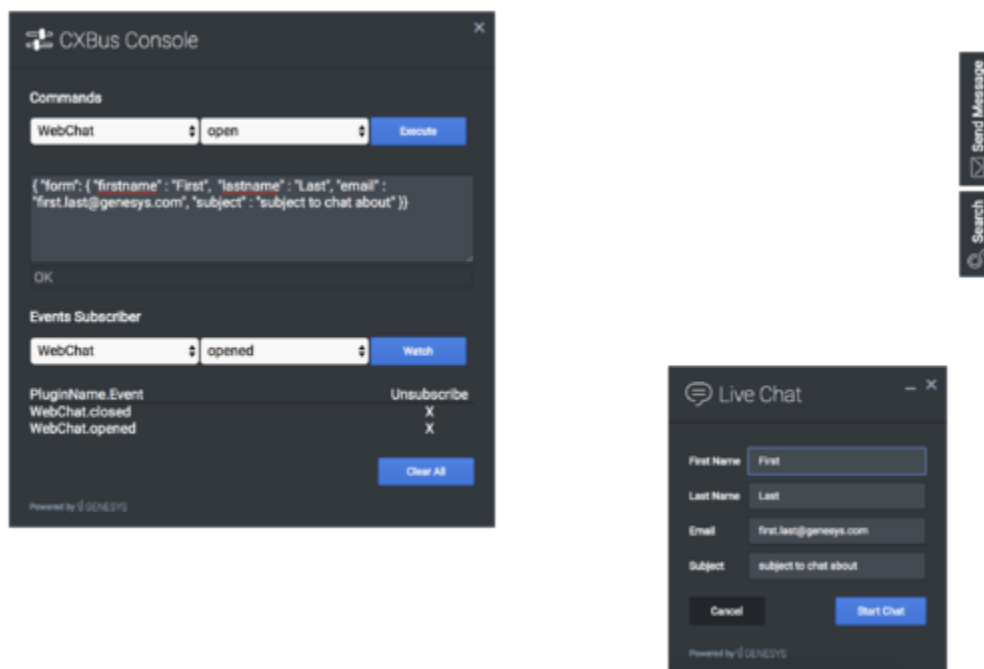 CXBus Console
×
Commands
WebChat open Execute
{ "form": { "firstname" : "First", "lastname" : "Last", "email" :
"first.last@genesys.com", "subject" : "subject to chat about" }}
OK
Events Subscriber
WebChat opened Watch
PluginName.Event Unsubscribe
WebChat.closed X
WebChat.opened X
Clear All
Powered by GENESYS
Send Message
Search
Live Chat – ×
First Name First
Last Name Last
Email first.last@genesys.com
Subject subject to chat about
Cancel Start Chat
Powered by GENESYS